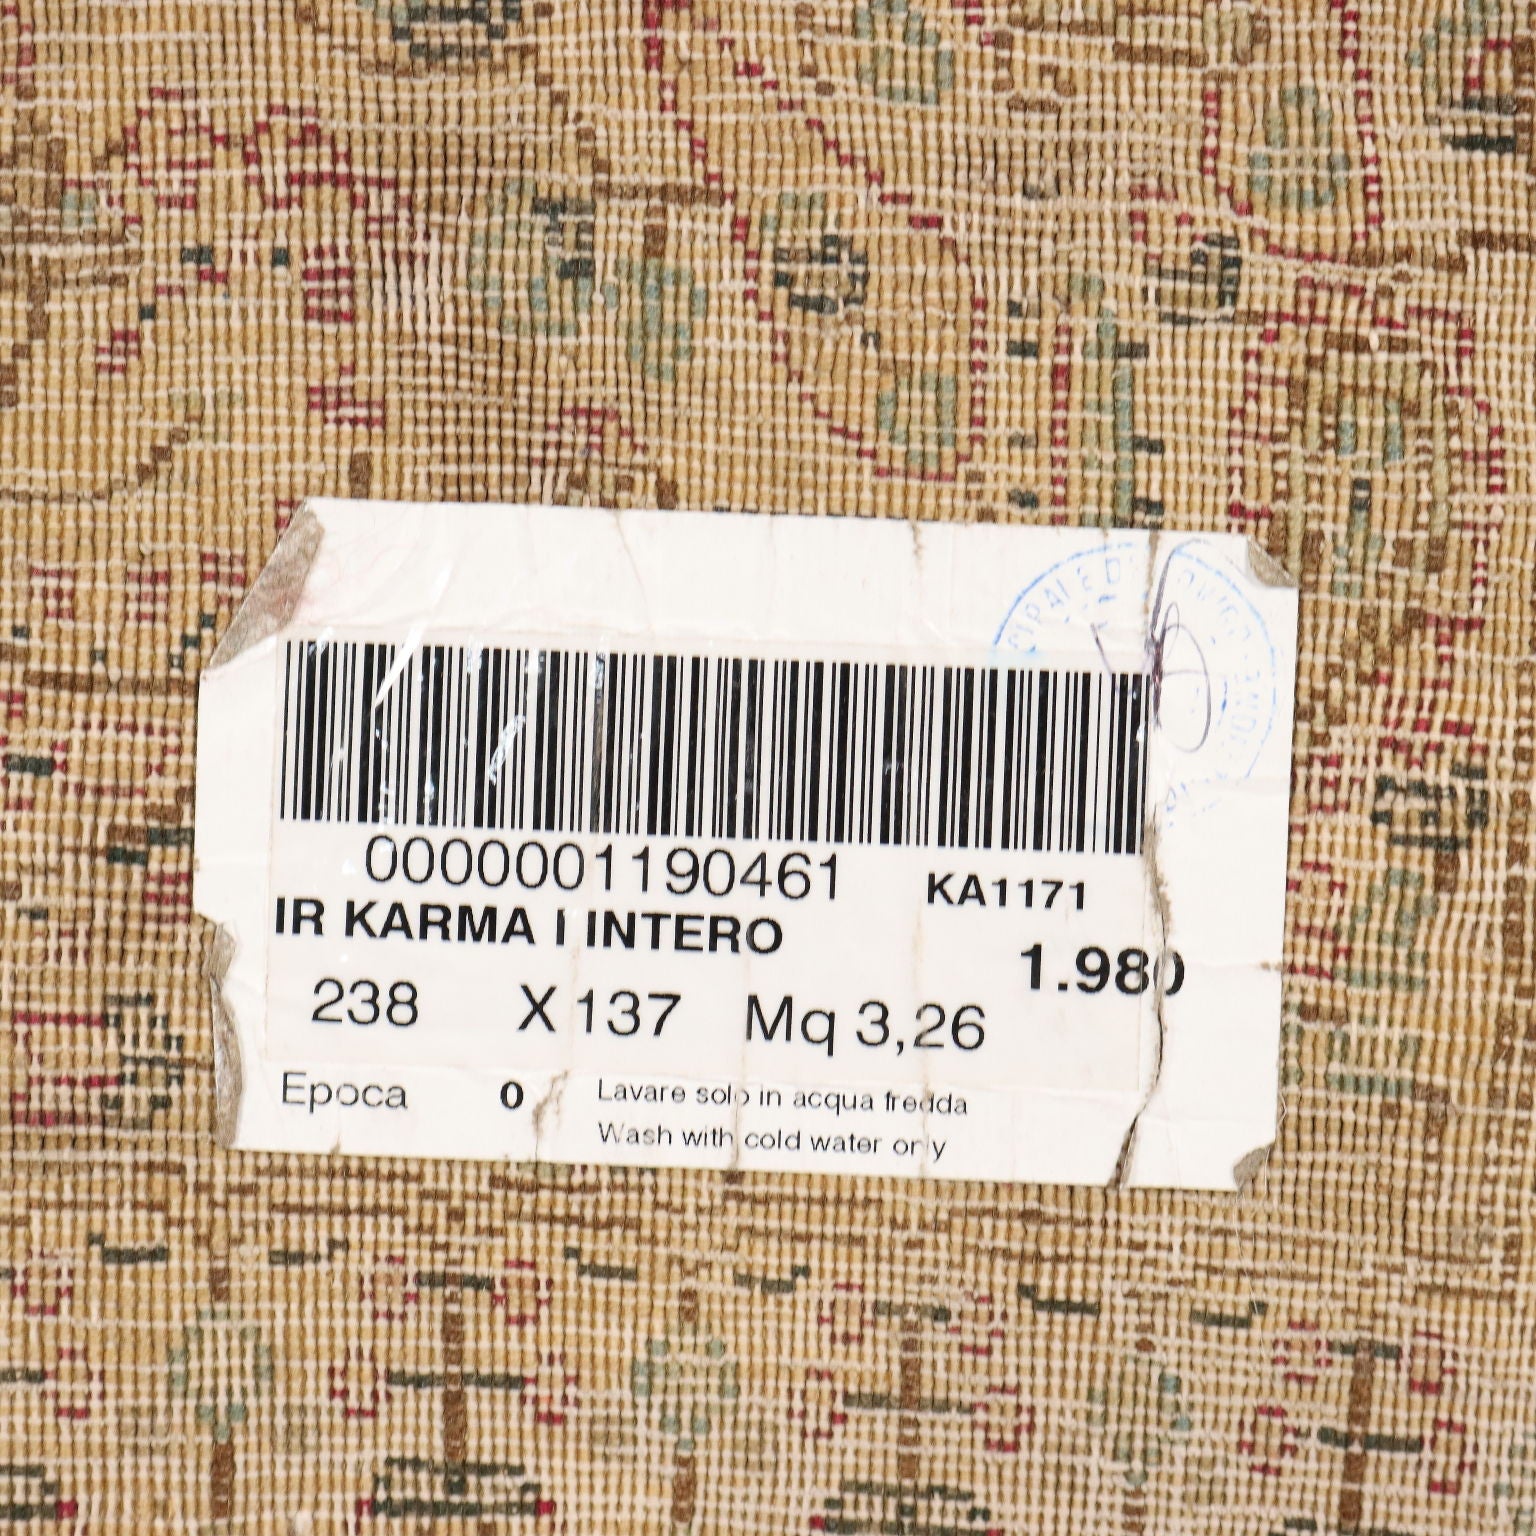 0000001190461 KA1171
IR KARMA I INTERO
1.980
238 X 137 Mq 3,26
Epoca 0 Lavare solo in acqua fredda
Wash with cold water only